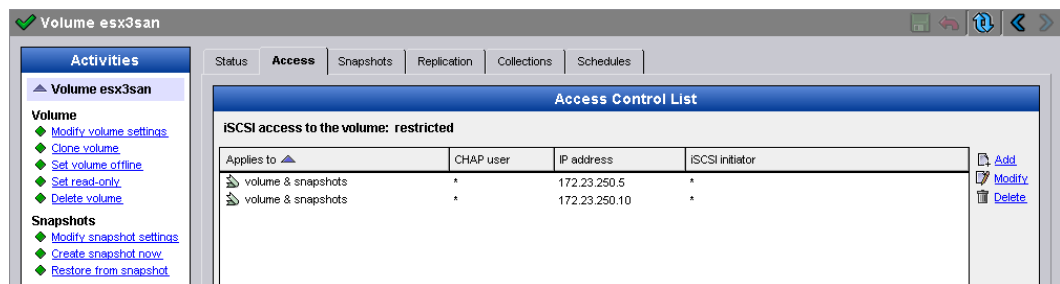 Volume esx3san
Activities
Volume esx3san
Volume
Modify volume settings
Clone volume
Set volume offline
Set read-only
Delete volume
Snapshots
Modify snapshot settings
Create snapshot now
Restore from snapshot
Status Access Snapshots Replication Collections Schedules
Access Control List
iSCSI access to the volume: restricted
Applies to CHAP user IP address iSCSI initiator
volume & snapshots * 172.23.250.5 *
volume & snapshots * 172.23.250.10 *
Add
Modify
Delete